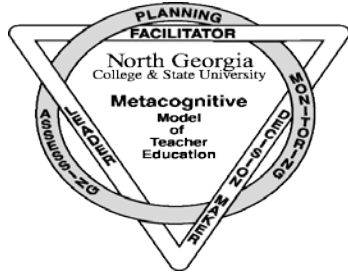 PLANNING
FACILITATOR
North Georgia
College & State University
Metacognitive
Model
of
Teacher
Education
LEADER
DECISION MAKER
ASSESSING
MONITORING